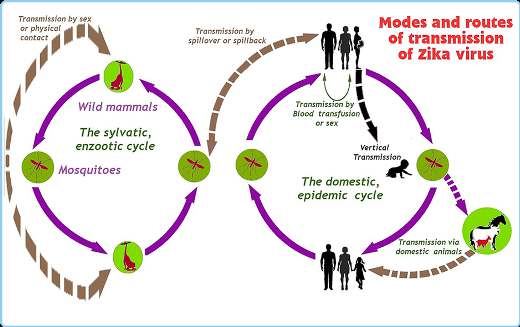 Transmission by sex
or physical
contact
Transmission by
spillover or spillback
Modes and routes
of transmission
of Zika virus
Wild mammals
Transmission by
Blood transfusion
or sex
The sylvatic,
enzootic cycle
Vertical
Transmission
Mosquitoes
The domestic,
epidemic cycle
Transmission via
domestic animals